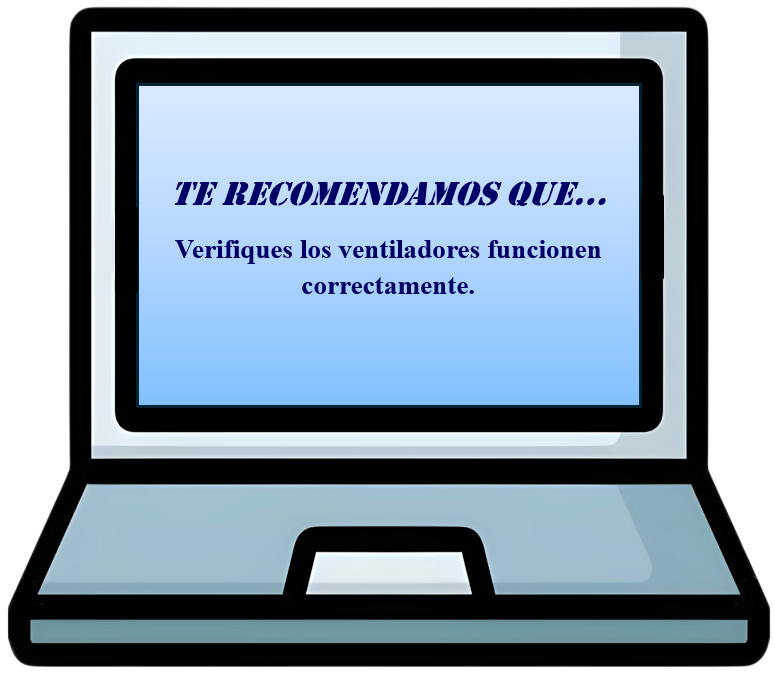 TE RECOMENDAMOS QUE...
Verifiques los ventiladores funcionen
correctamente.